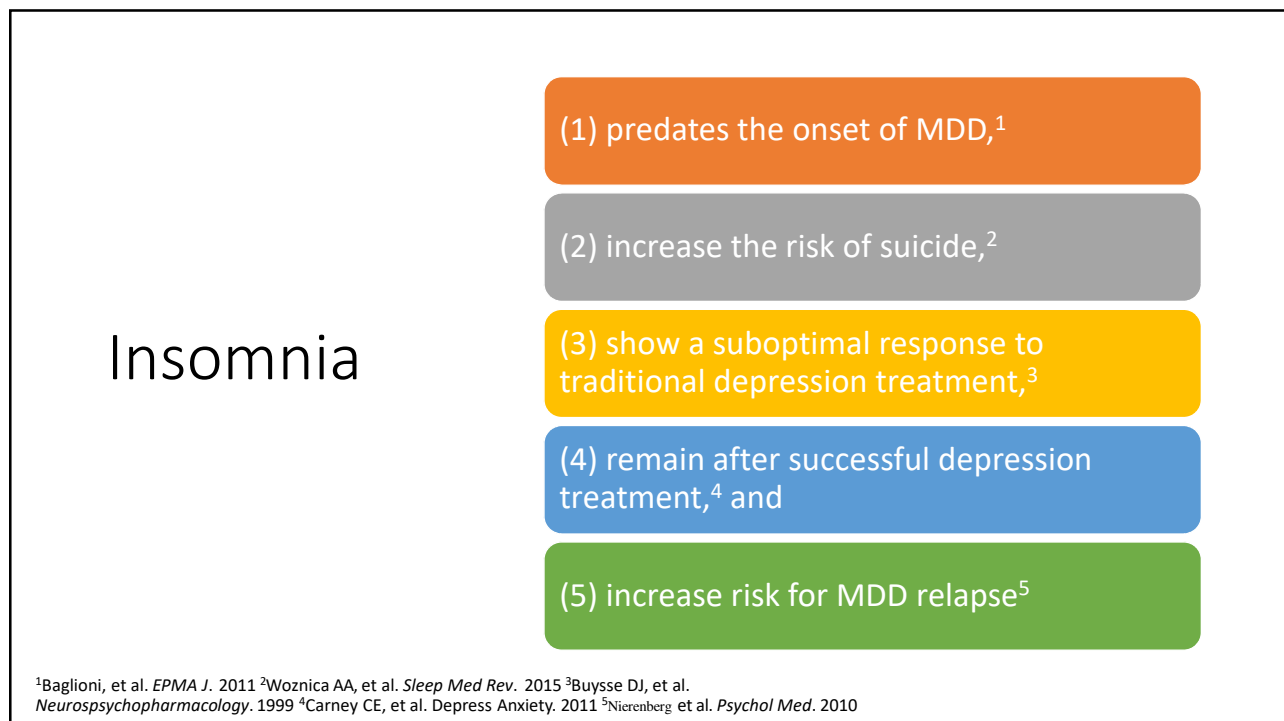 Insomnia
(1) predates the onset of MDD,1
(2) increase the risk of suicide,2
(3) show a suboptimal response to
traditional depression treatment,3
(4) remain after successful depression
treatment,4 and
(5) increase risk for MDD relapse5
1Baglioni, et al. EPMA J. 2011 2Woznica AA, et al. Sleep Med Rev. 2015 3Buysse DJ, et al.
Neurospsychopharmacology. 1999 4Carney CE, et al. Depress Anxiety. 2011 5Nierenberg et al. Psychol Med. 2010